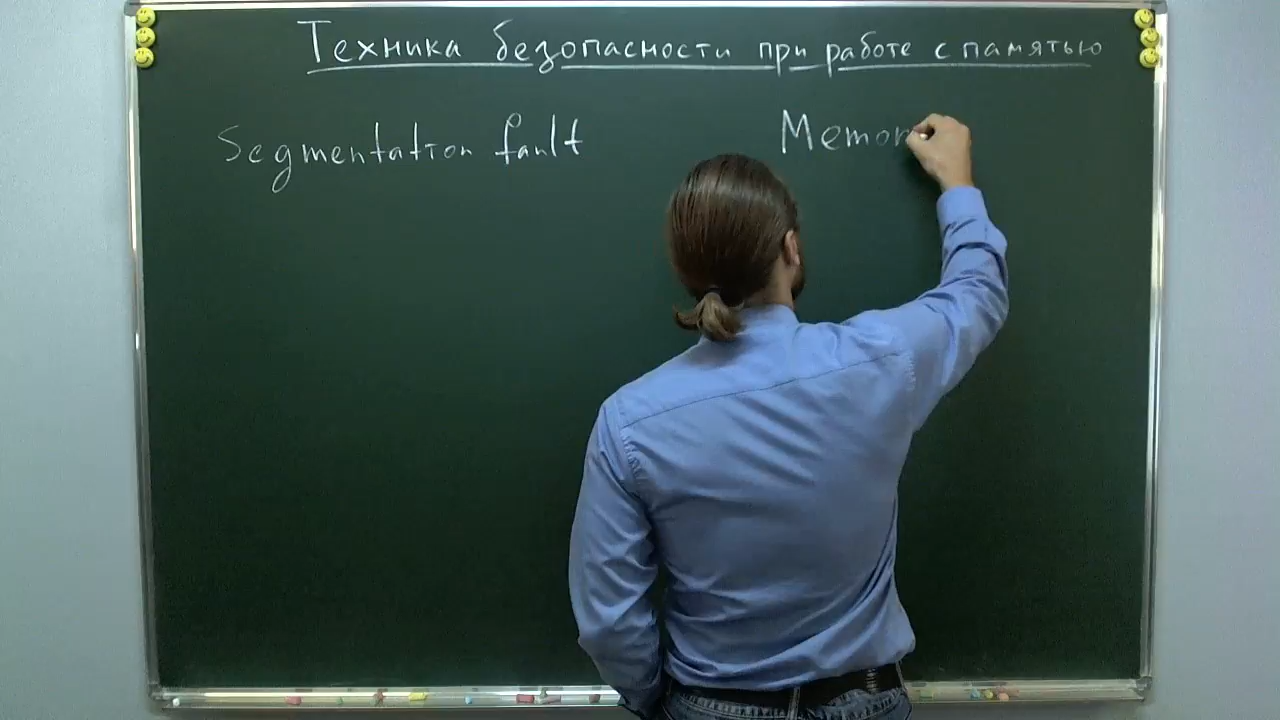 Техника безопасности при работе с памятью
Segmentation fault
Memor